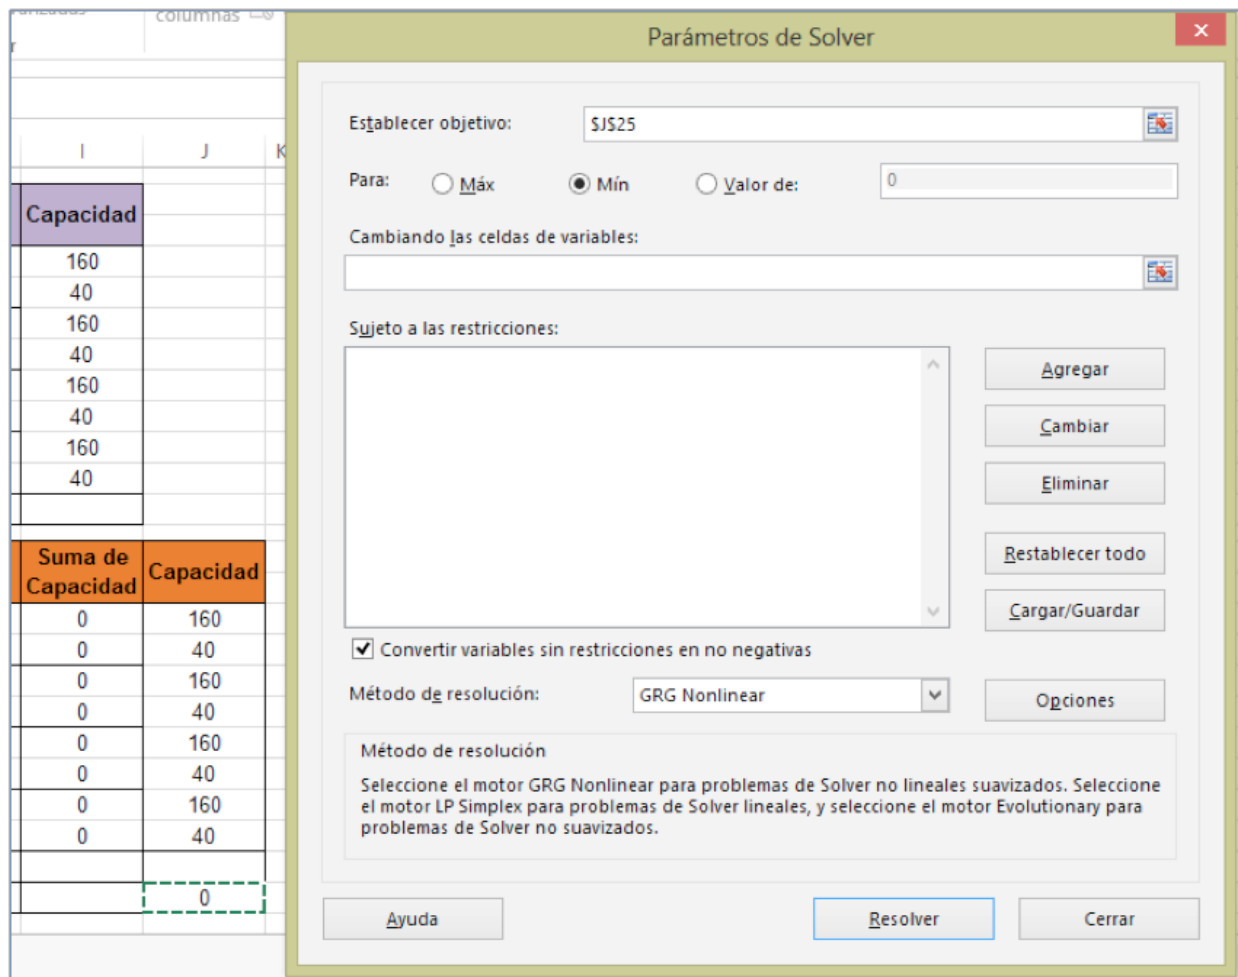 columnas
r
Parámetros de Solver
Establecer objetivo:
$J$25
Para:
Máx
Mín
Valor de:
0
Cambiando las celdas de variables:
Sujeto a las restricciones:
Agregar
Cambiar
Eliminar
Restablecer todo
Cargar/Guardar
Convertir variables sin restricciones en no negativas
Método de resolución:
GRG Nonlinear
Opciones
Método de resolución
Seleccione el motor GRG Nonlinear para problemas de Solver no lineales suavizados. Seleccione
el motor LP Simplex para problemas de Solver lineales, y seleccione el motor Evolutionary para
problemas de Solver no suavizados.
Ayuda
Resolver
Cerrar
I J K
Capacidad
160
40
160
40
160
40
160
40
Suma de Capacidad
Capacidad
0 160
0 40
0 160
0 40
0 160
0 40
0 160
0 40
0